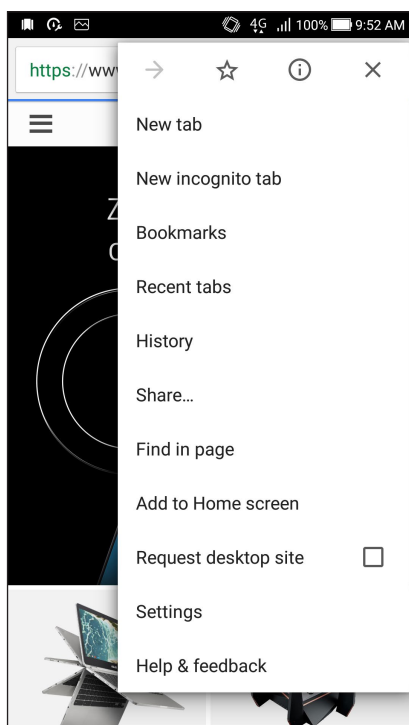 4G 100% 9:52 AM
https://www
New tab
New incognito tab
Bookmarks
Recent tabs
History
Share...
Find in page
Add to Home screen
Request desktop site
Settings
Help & feedback